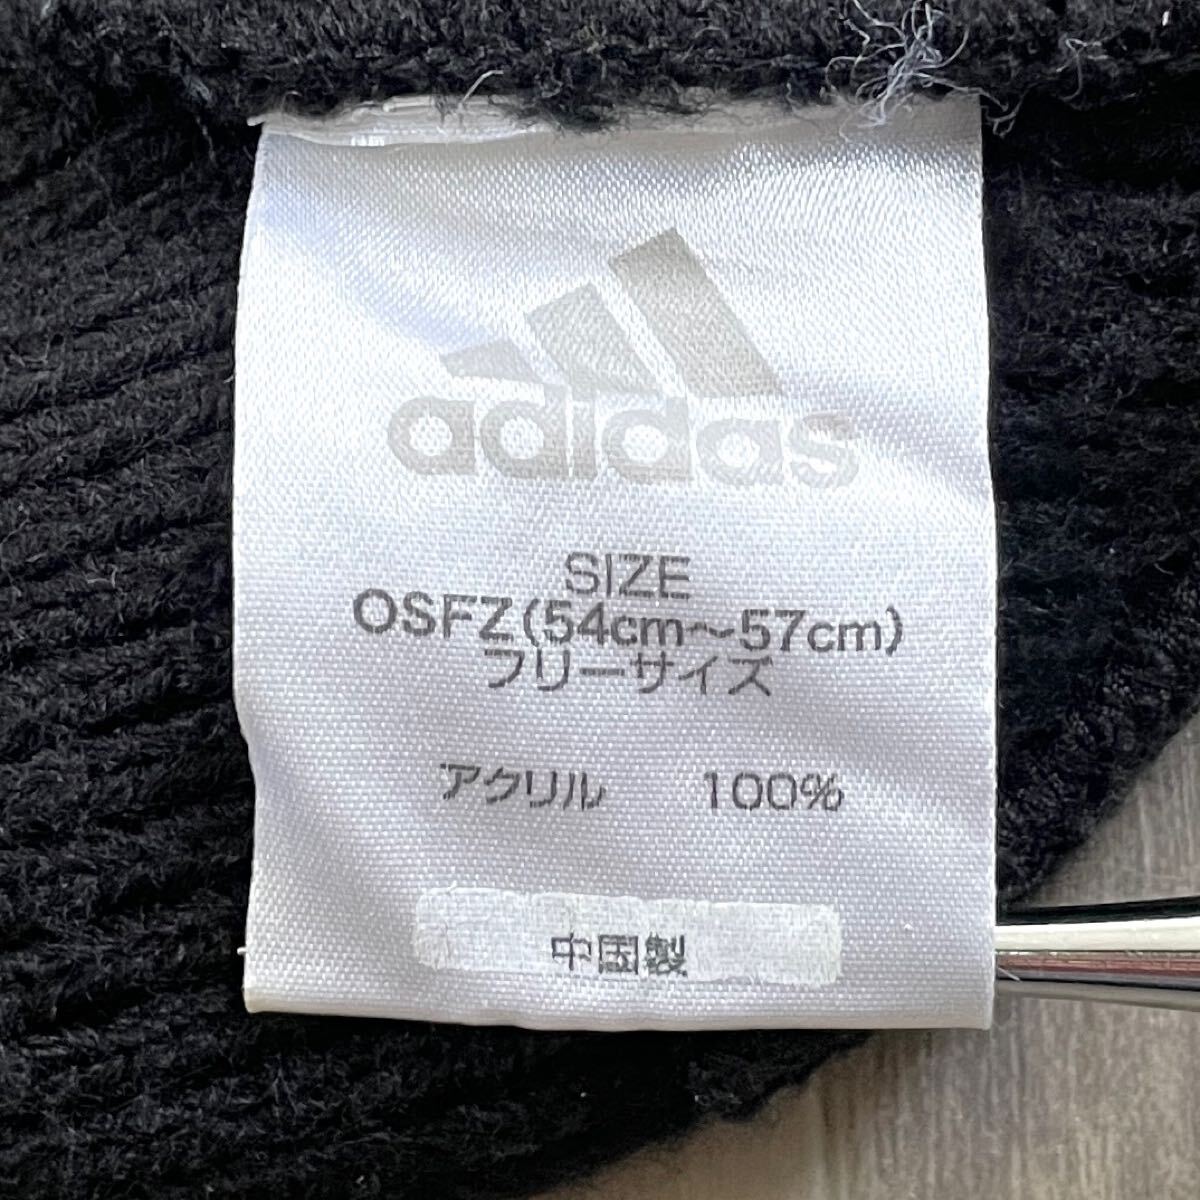 adidas
SIZE
OSFZ(54cm～57cm)
フリーサイズ
アクリル 100%
中国製